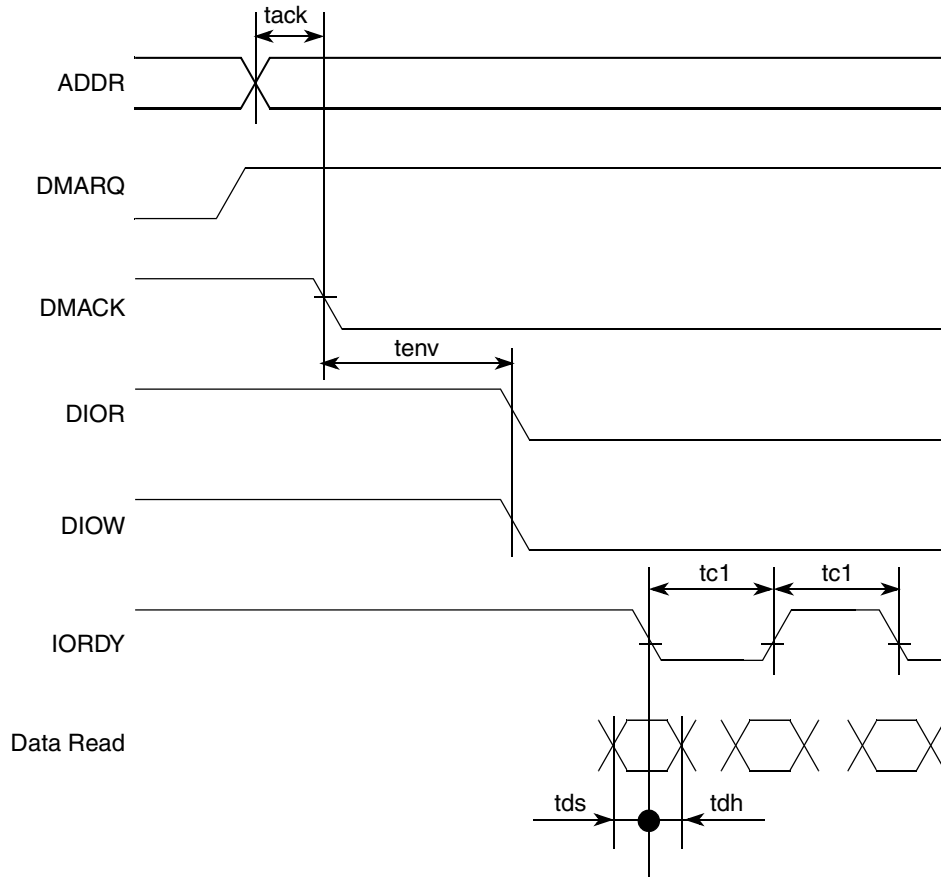 tack
ADDR
DMARQ
DMACK
tenv
DIOR
DIOW
tc1 tc1
IORDY
Data Read
tds tdh